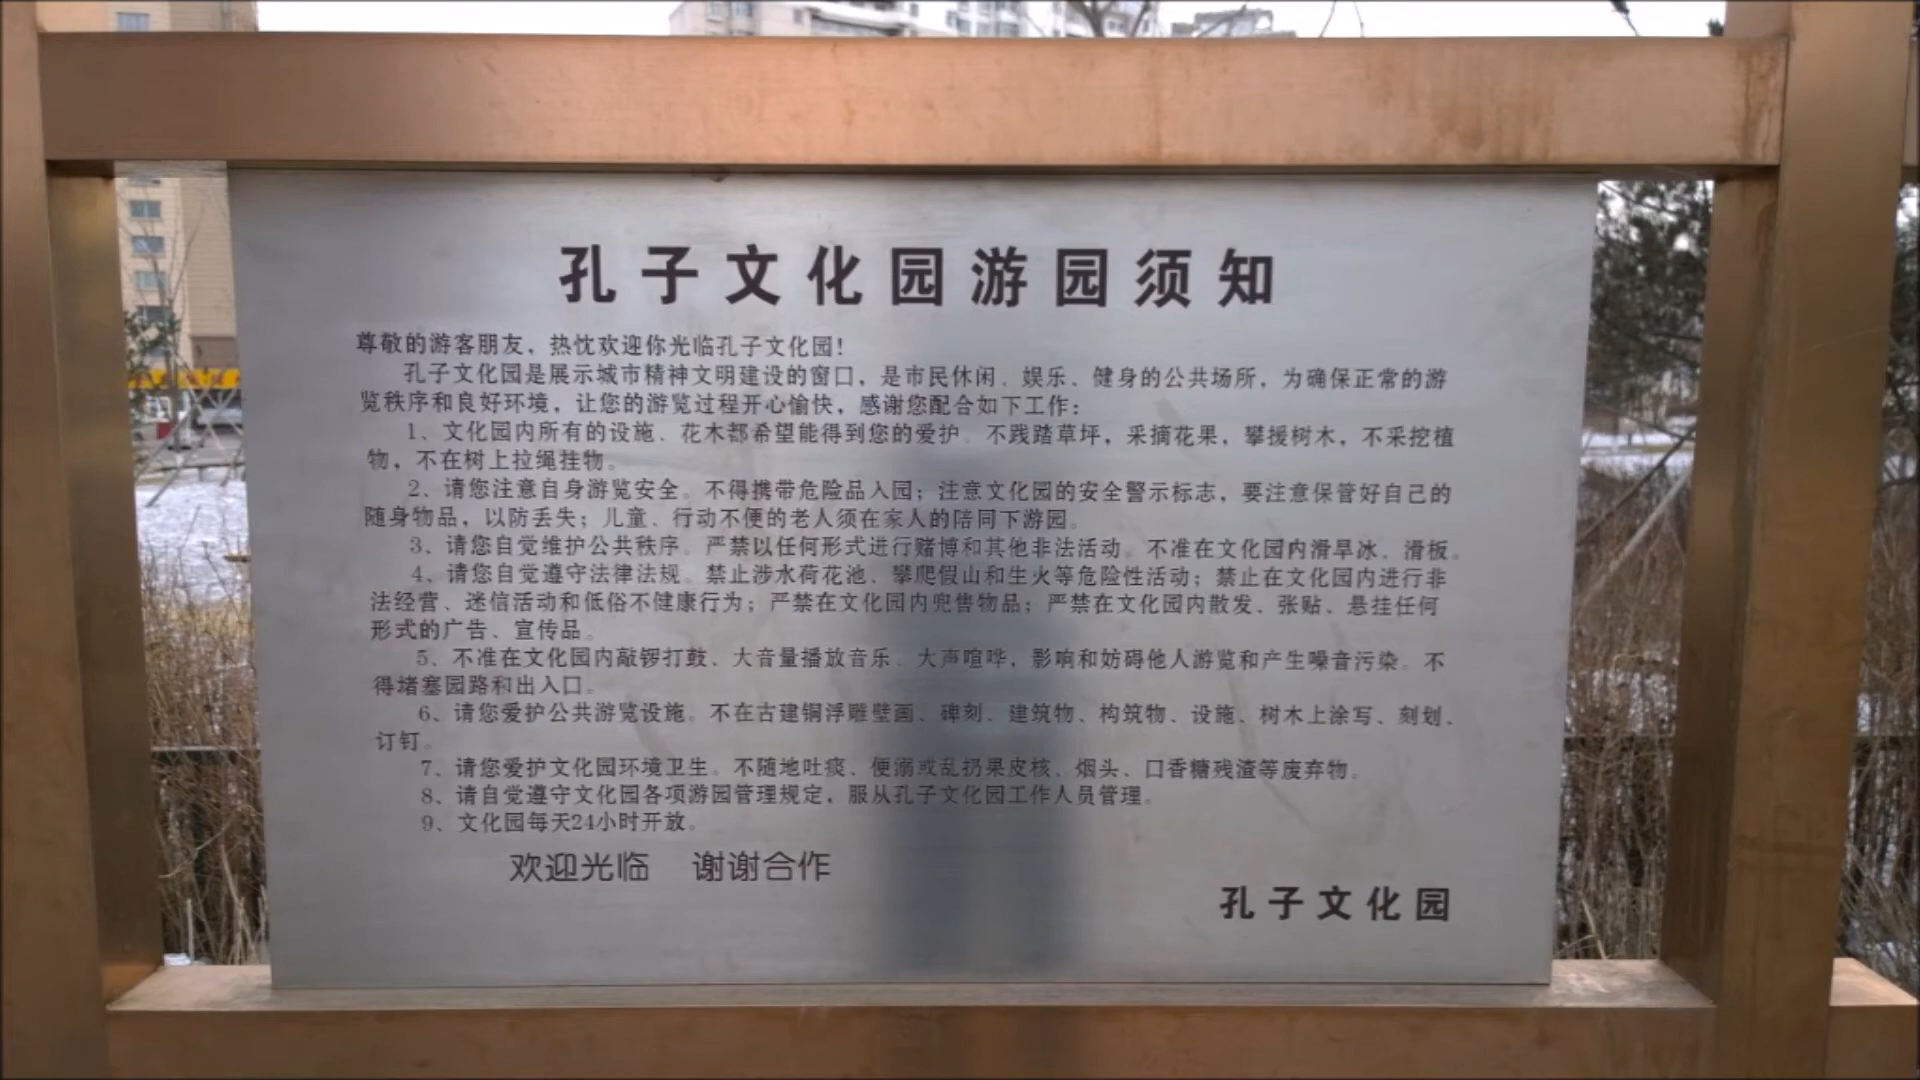 孔子文化园游园须知
尊敬的游客朋友，热忱欢迎你光临孔子文化园！
孔子文化园是展示城市精神文明建设的窗口，是市民休闲、娱乐、健身的公共场所，为确保正常的游
览秩序和良好环境，让您的游览过程开心愉快，感谢您配合如下工作：
1、文化园内所有的设施、花木都希望能得到您的爱护。不践踏草坪，采摘花果，攀援树木，不采挖植
物，不在树上拉绳挂物。
2、请您注意自身游览安全。不得携带危险品入园；注意文化园的安全警示标志，要注意保管好自己的
随身物品，以防丢失；儿童、行动不便的老人须在家人的陪同下游园。
3、请您自觉维护公共秩序。严禁以任何形式进行赌博和其他非法活动。不准在文化园内滑旱冰、滑板。
4、请您自觉遵守法律法规。禁止涉水荷花池、攀爬假山和生火等危险性活动；禁止在文化园内进行非
法经营、迷信活动和低俗不健康行为；严禁在文化园内兜售物品；严禁在文化园内散发、张贴、悬挂任何
形式的广告、宣传品。
5、不准在文化园内敲锣打鼓、大音量播放音乐、大声喧哗，影响和妨碍他人游览和产生噪音污染。不
得堵塞园路和出入口。
6、请您爱护公共游览设施。不在古建铜浮雕壁画、碑刻、建筑物、构筑物、设施、树木上涂写、刻划、
订钉。
7、请您爱护文化园环境卫生。不随地吐痰、便溺或乱扔果皮核、烟头、口香糖残渣等废弃物。
8、请自觉遵守文化园各项游园管理规定，服从孔子文化园工作人员管理。
9、文化园每天24小时开放。
欢迎光临 谢谢合作
孔子文化园